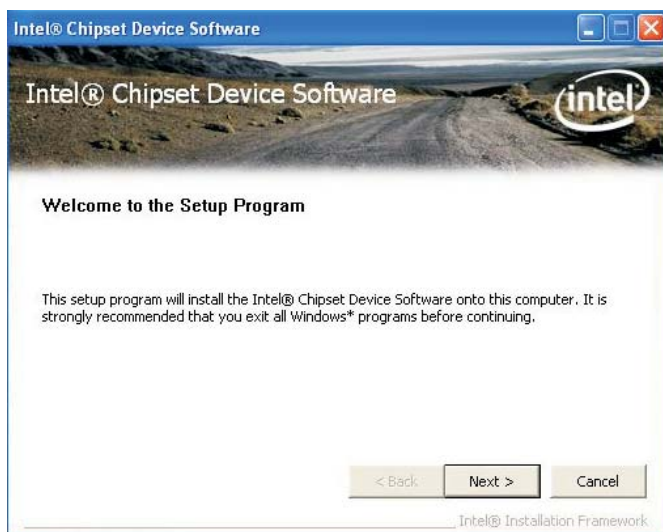 Intel® Chipset Device Software
Intel® Chipset Device Software
intel
Welcome to the Setup Program
This setup program will install the Intel® Chipset Device Software onto this computer. It is
strongly recommended that you exit all Windows* programs before continuing.
< Back
Next >
Cancel
Intel® Installation Framework